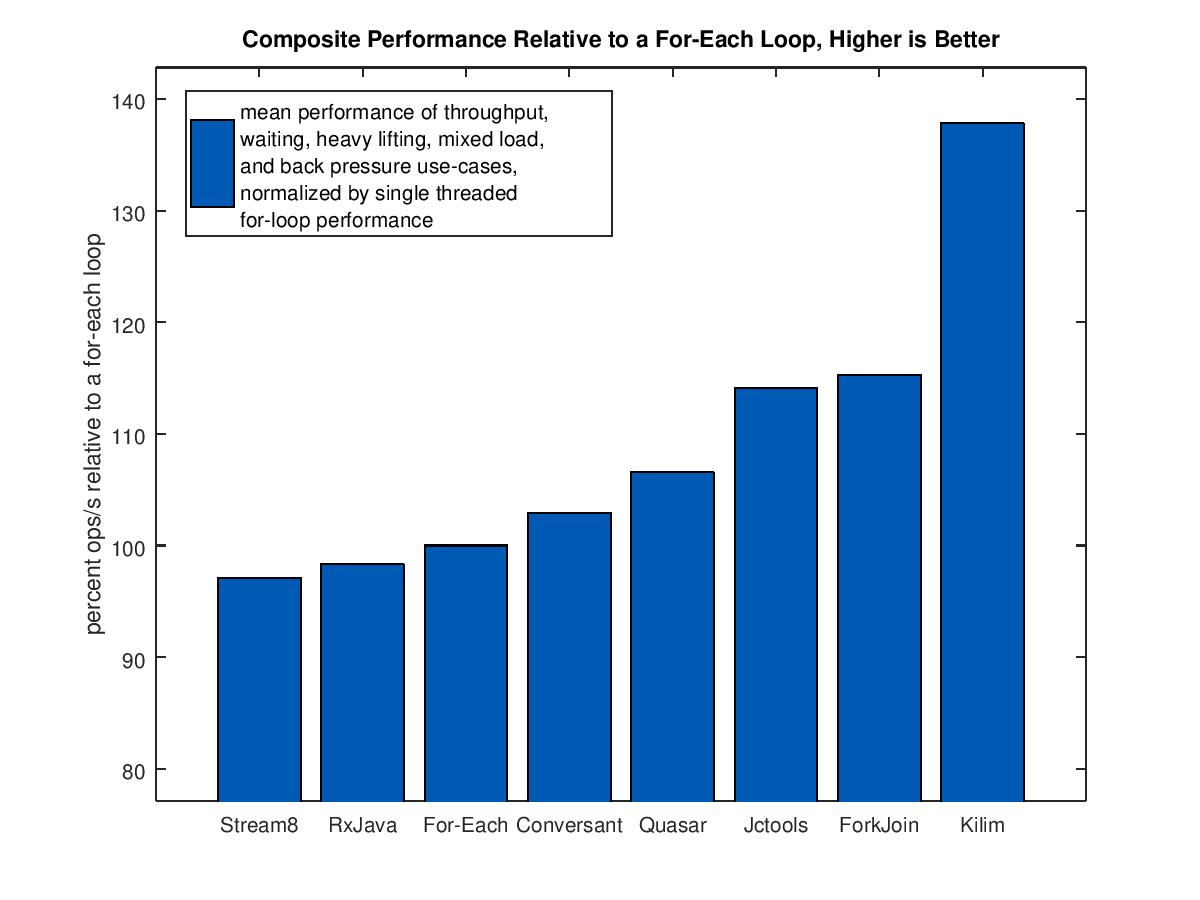 Composite Performance Relative to a For-Each Loop, Higher is Better
mean performance of throughput,
waiting, heavy lifting, mixed load,
and back pressure use-cases,
normalized by single threaded
for-loop performance
percent ops/s relative to a for-each loop
140
130
120
110
100
90
80
Stream8 RxJava For-Each Conversant Quasar Jctools ForkJoin Kilim